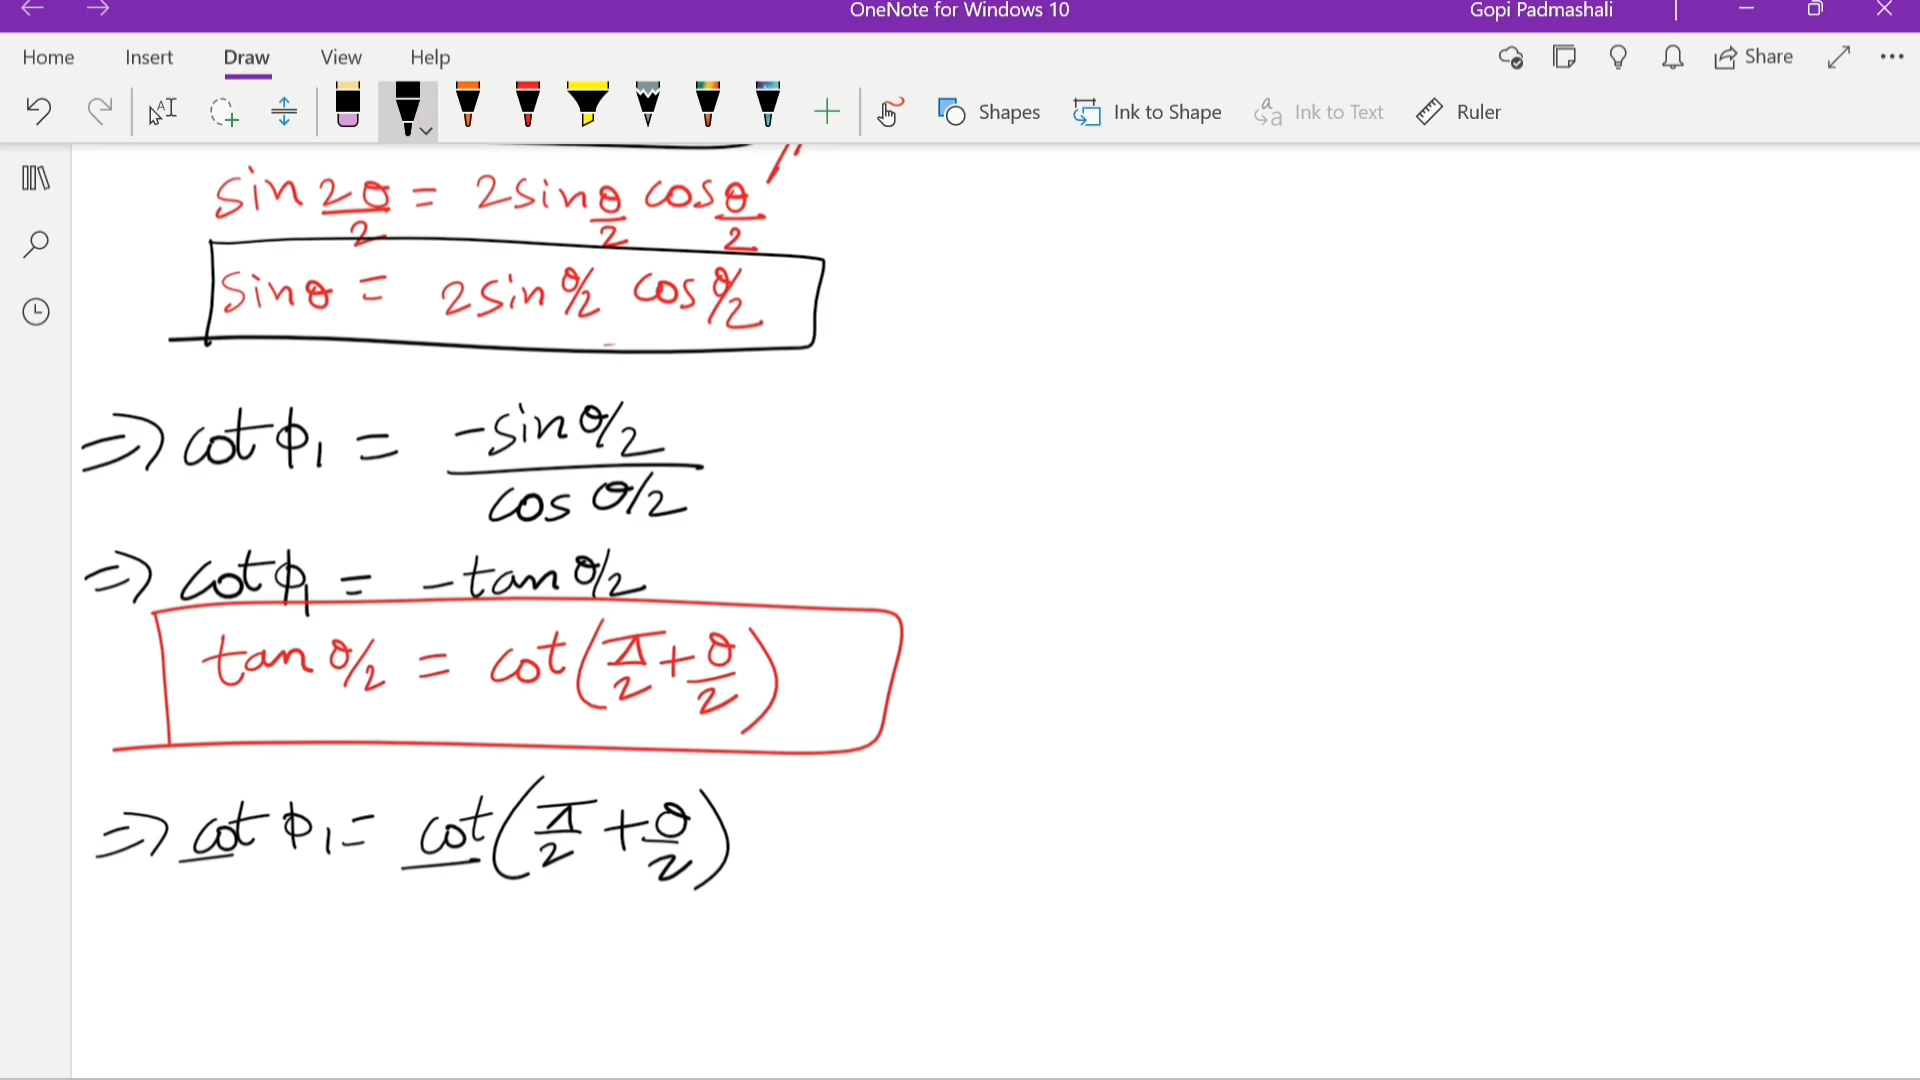 OneNote for Windows 10
Gopi Padmashali
Home Insert Draw View Help
Share
Shapes Ink to Shape Ink to Text Ruler
sin 2θ/2 = 2sin θ/2 cos θ/2
sinθ = 2sin θ/2 cos θ/2
⇒ cot ϕ₁ = -sin θ/2 / cos θ/2
⇒ cot ϕ₁ = -tan θ/2
tan θ/2 = cot(π/2 + θ/2)
⇒ cot ϕ₁ = cot(π/2 + θ/2)